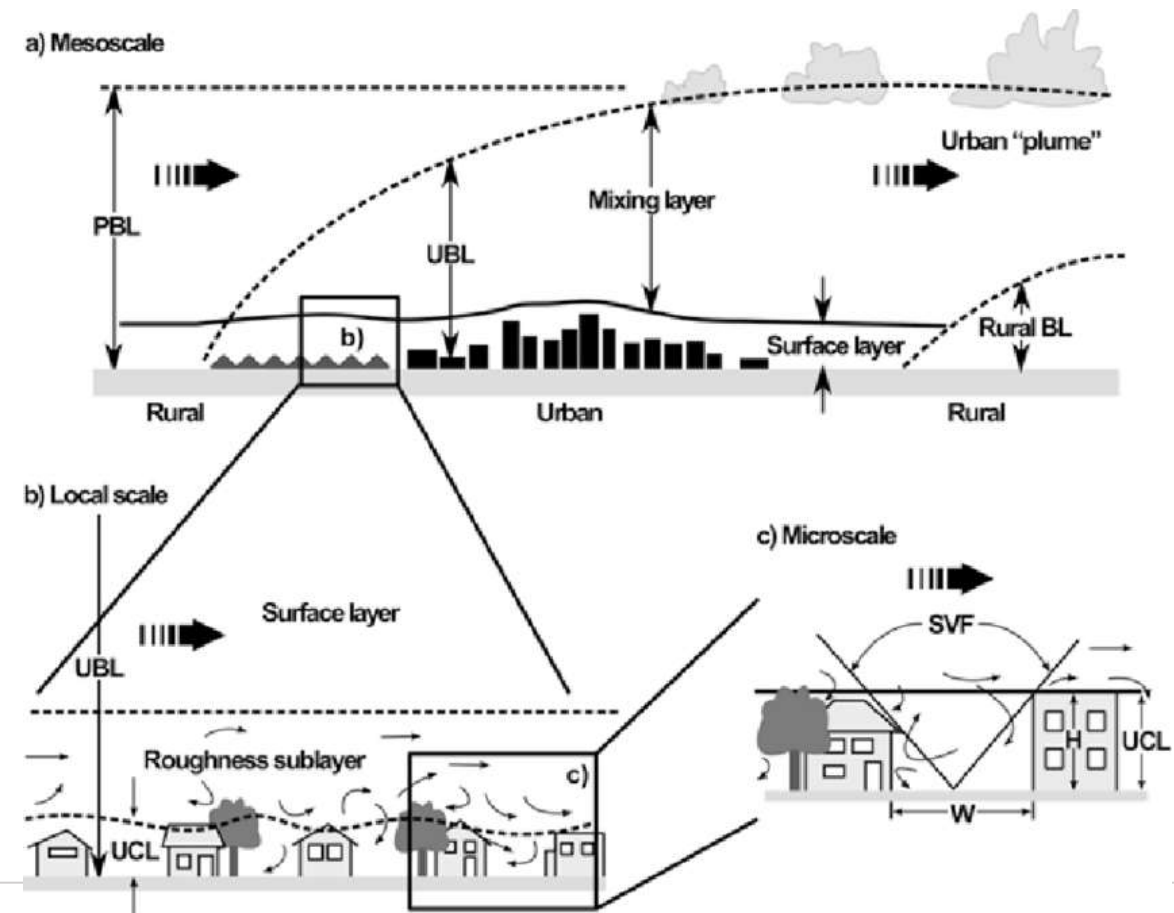 a) Mesoscale
Urban "plume"
PBL
Mixing layer
UBL
Rural BL
b)
Surface layer
Rural
Urban
Rural
b) Local scale
c) Microscale
Surface layer
SVF
UBL
Roughness sublayer
c)
H
UCL
W
UCL